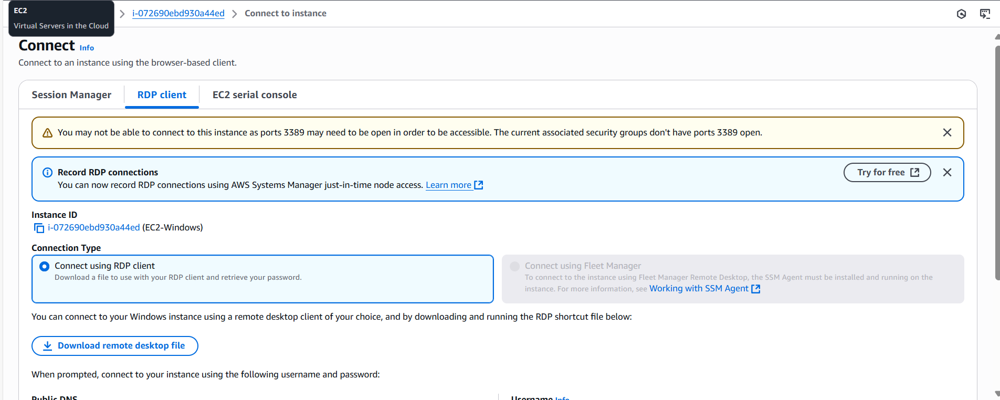 EC2
Virtual Servers in the Cloud
i-072690ebd930a44ed
Connect to instance
Connect Info
Connect to an instance using the browser-based client.
Session Manager
RDP client
EC2 serial console
You may not be able to connect to this instance as ports 3389 may need to be open in order to be accessible. The current associated security groups don't have ports 3389 open.
Record RDP connections
You can now record RDP connections using AWS Systems Manager just-in-time node access. Learn more
Try for free
Instance ID
i-072690ebd930a44ed (EC2-Windows)
Connection Type
Connect using RDP client
Download a file to use with your RDP client and retrieve your password.
Connect using Fleet Manager
To connect to the instance using Fleet Manager Remote Desktop, the SSM Agent must be installed and running on the
instance. For more information, see Working with SSM Agent
You can connect to your Windows instance using a remote desktop client of your choice, and by downloading and running the RDP shortcut file below:
Download remote desktop file
When prompted, connect to your instance using the following username and password:
Public DNS
Username Info